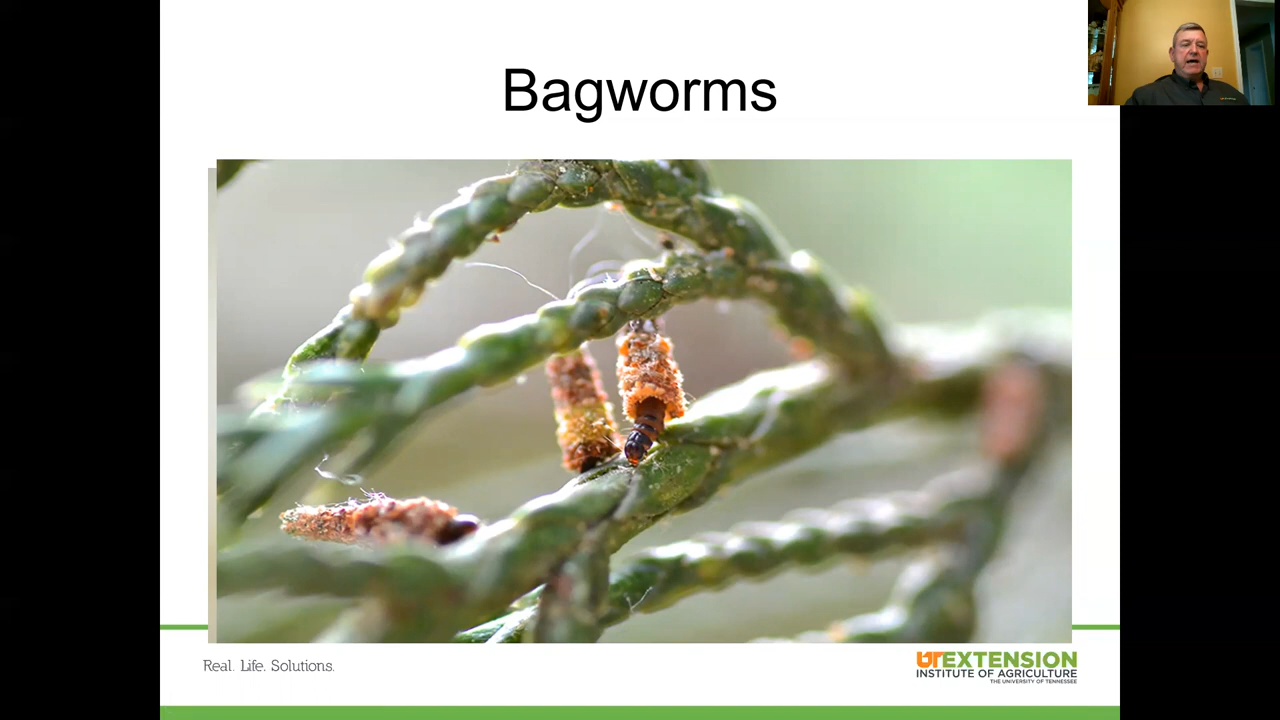 Bagworms
Real. Life. Solutions.
UTEXTENSION
INSTITUTE OF AGRICULTURE
THE UNIVERSITY OF TENNESSEE